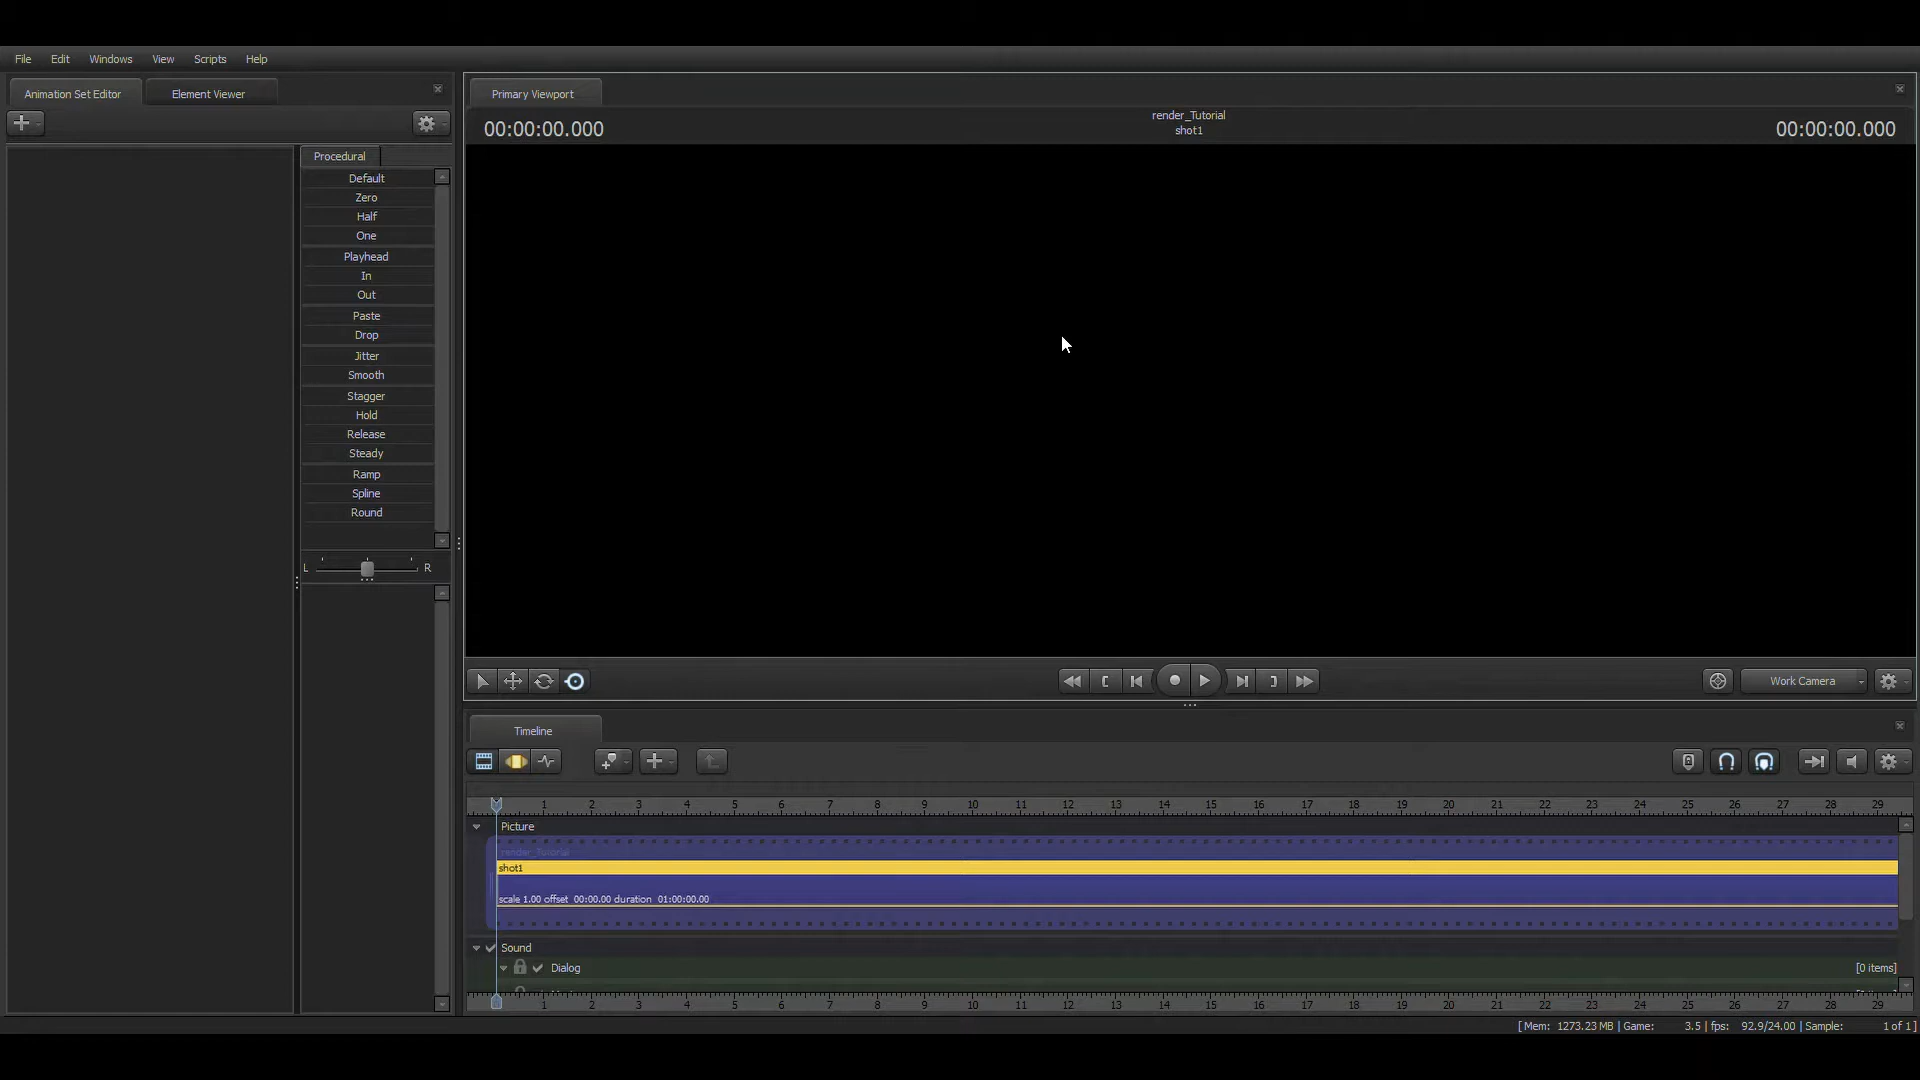 File Edit Windows View Scripts Help
Animation Set Editor Element Viewer
Primary Viewport
00:00:00.000
render_Tutorial
shot1
00:00:00.000
Procedural
Default
Zero
Half
One
Playhead
In
Out
Paste
Drop
Jitter
Smooth
Stagger
Hold
Release
Steady
Ramp
Spline
Round
L R
Work Camera
Timeline
1 2 3 4 5 6 7 8 9 10 11 12 13 14 15 16 17 18 19 20 21 22 23 24 25 26 27 28 29
Picture
render_Tutorial
shot1
scale 1.00 offset 00:00.00 duration 01:00:00.00
Sound
Dialog [0 items]
1 2 3 4 5 6 7 8 9 10 11 12 13 14 15 16 17 18 19 20 21 22 23 24 25 26 27 28 29
[ Mem: 1273.23 MB | Game: 3.5 | fps: 92.9/24.00 | Sample: 1 of 1 ]